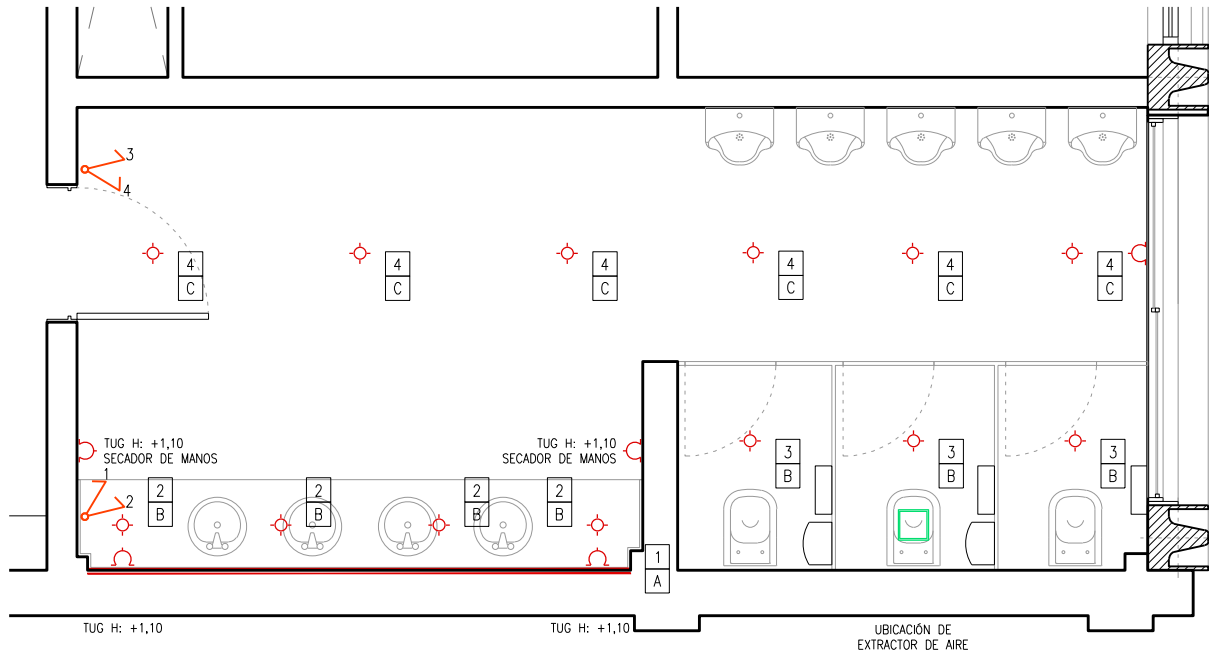 3
4
4
C
4
C
4
C
4
C
4
C
4
C
TUG H: +1,10
SECADOR DE MANOS
TUG H: +1,10
SECADOR DE MANOS
3
B
3
B
3
B
1
2
2
B
2
B
2
B
2
B
1
A
TUG H: +1,10
TUG H: +1,10
UBICACIÓN DE
EXTRACTOR DE AIRE